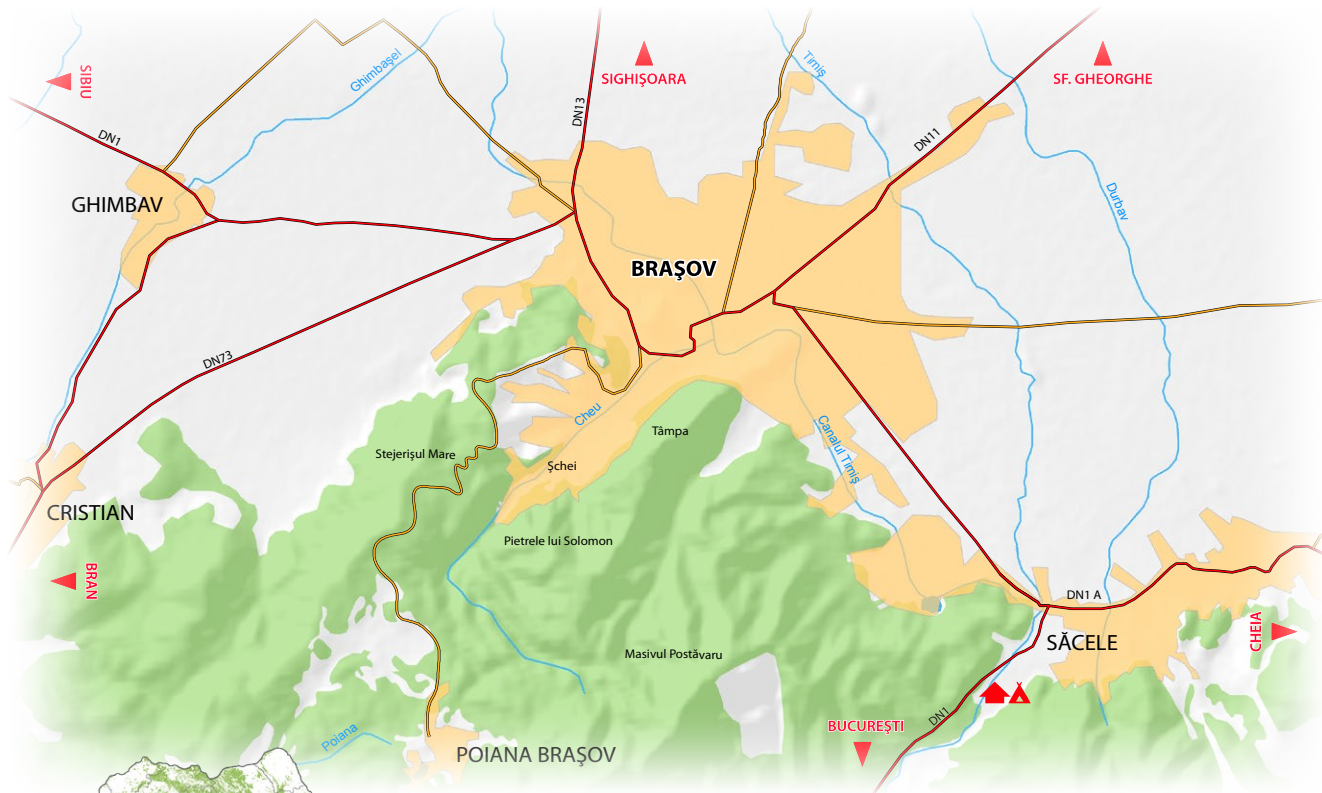 SIBIU
Ghimbaşel
SIGHIŞOARA
Timiş
SF. GHEORGHE
DN1
DN13
DN11
GHIMBAV
Durbav
BRAŞOV
DN73
Cheu
Tâmpa
Stejerişul Mare
Şchei
Canalul Timiş
CRISTIAN
Pietrele lui Solomon
BRAN
DN1 A
CHEIA
SĂCELE
Masivul Postăvaru
DN1
BUCUREŞTI
Poiana
POIANA BRAŞOV